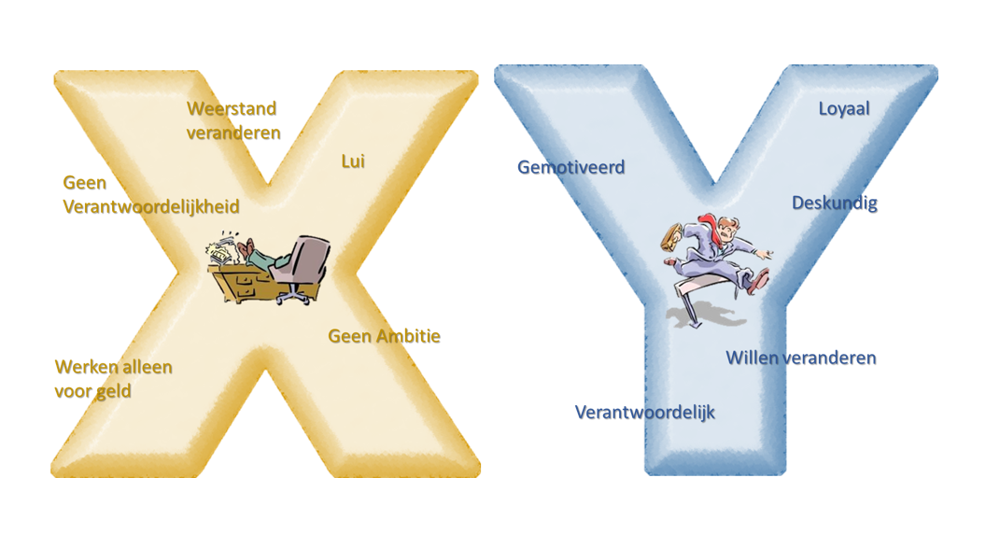 X
Weerstand
veranderen
Lui
Geen
Verantwoordelijkheid
Geen Ambitie
Werken alleen
voor geld
Y
Loyaal
Gemotiveerd
Deskundig
Willen veranderen
Verantwoordelijk